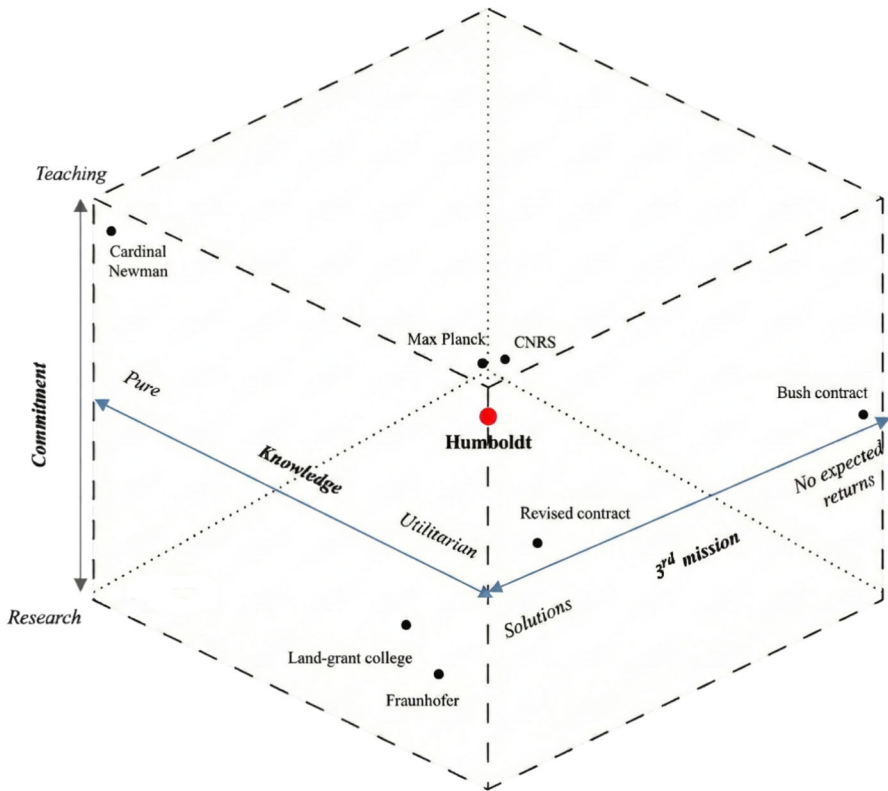 Teaching
Cardinal
Newman
Max Planck
CNRS
Pure
Bush contract
Commitment
Humboldt
Knowledge
No expected
returns
Utilitarian
Revised contract
3rd mission
Solutions
Research
Land-grant college
Fraunhofer